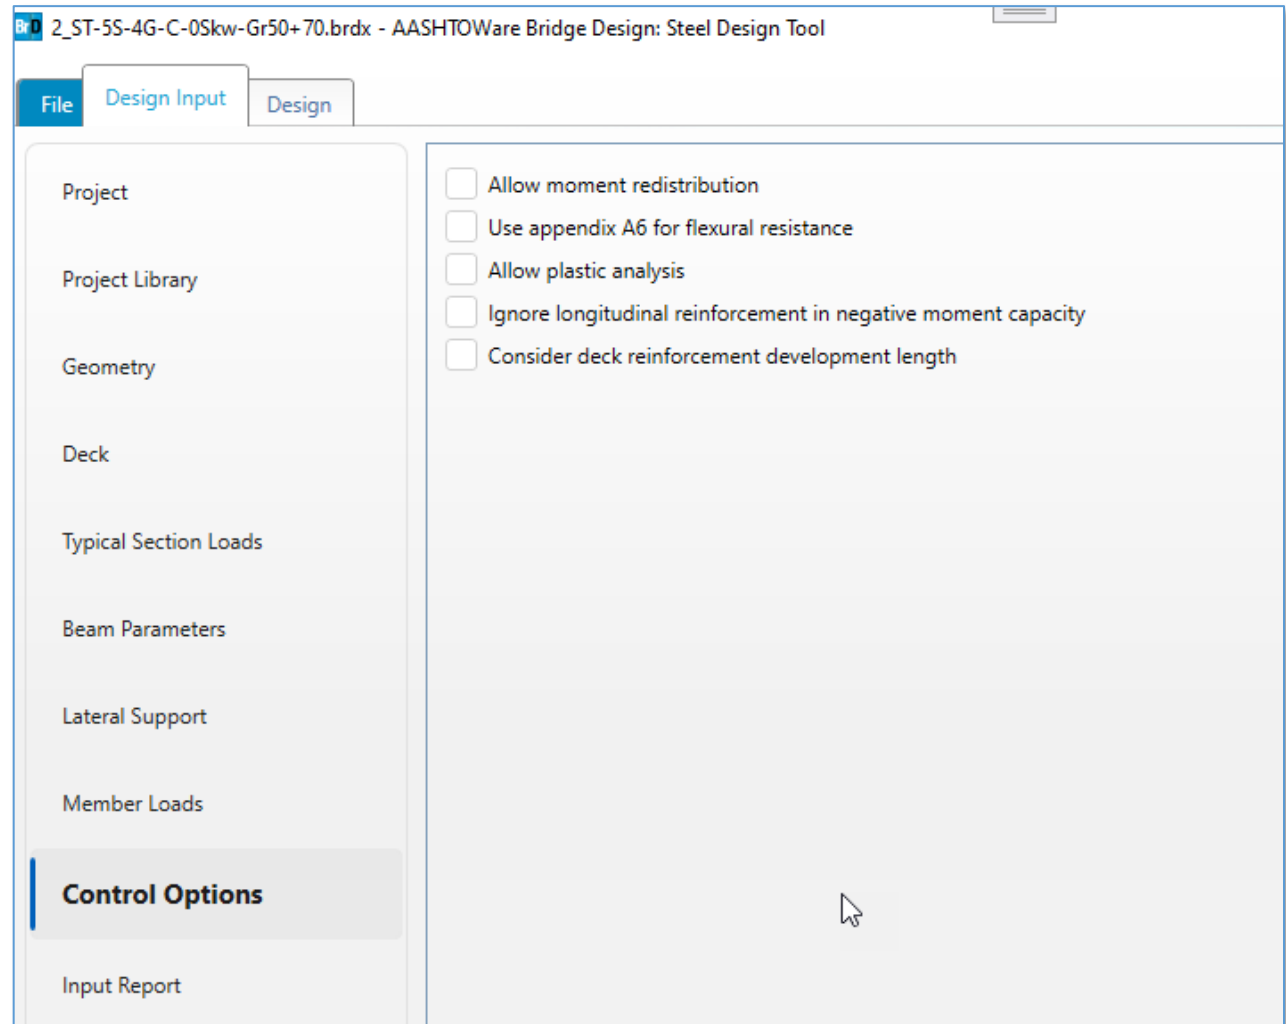 BrD 2_ST-5S-4G-C-0Skw-Gr50+70.brdx - AASHTOWare Bridge Design: Steel Design Tool
File Design Input Design
Project
Project Library
Geometry
Deck
Typical Section Loads
Beam Parameters
Lateral Support
Member Loads
Control Options
Input Report
Allow moment redistribution
Use appendix A6 for flexural resistance
Allow plastic analysis
Ignore longitudinal reinforcement in negative moment capacity
Consider deck reinforcement development length